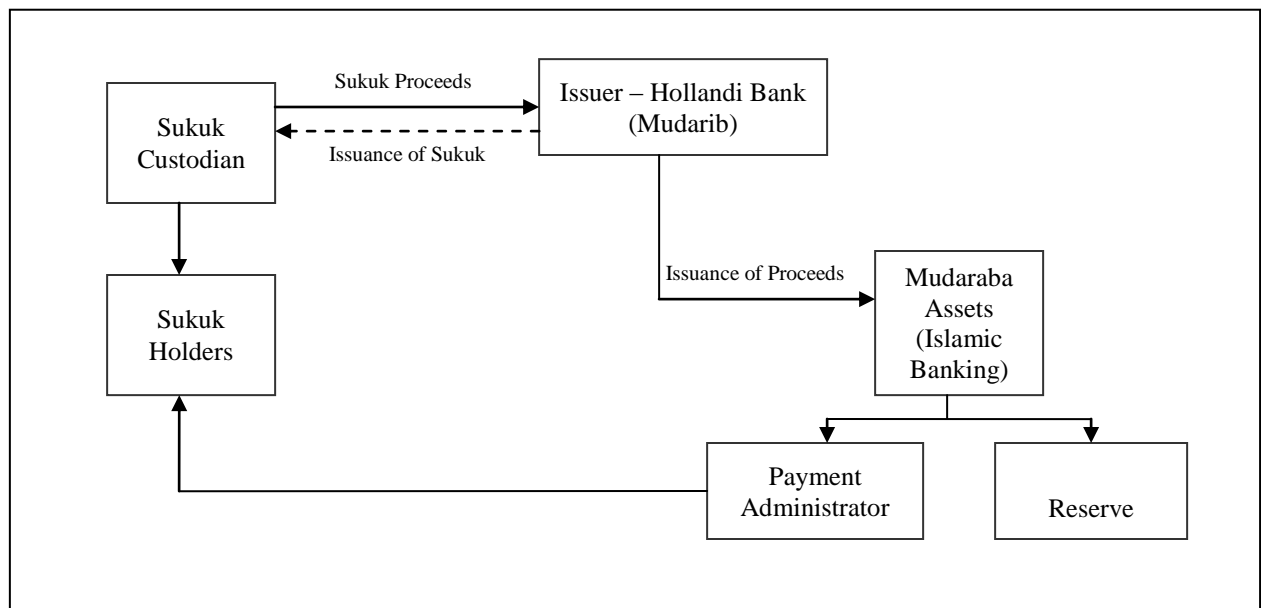 Sukuk Proceeds
Issuer – Hollandi Bank
(Mudarib)
Sukuk
Custodian
Issuance of Sukuk
Issuance of Proceeds
Mudaraba
Assets
(Islamic
Banking)
Sukuk
Holders
Payment
Administrator
Reserve